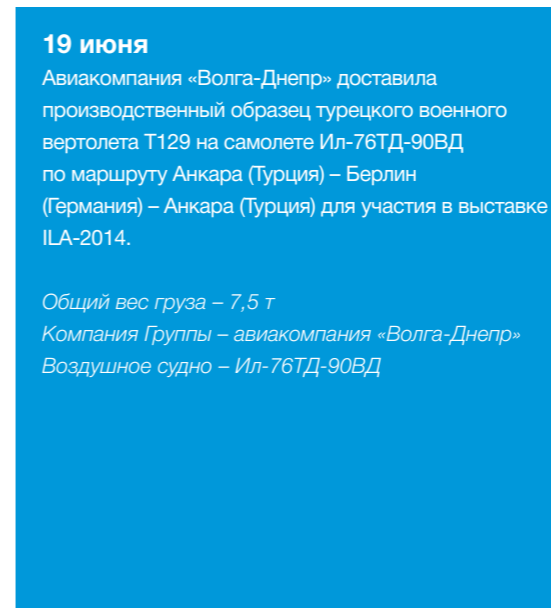 19 июня
Авиакомпания «Волга-Днепр» доставила
производственный образец турецкого военного
вертолета Т129 на самолете Ил-76ТД-90ВД
по маршруту Анкара (Турция) – Берлин
(Германия) – Анкара (Турция) для участия в выставке
ILA-2014.
Общий вес груза – 7,5 т
Компания Группы – авиакомпания «Волга-Днепр»
Воздушное судно – Ил-76ТД-90ВД